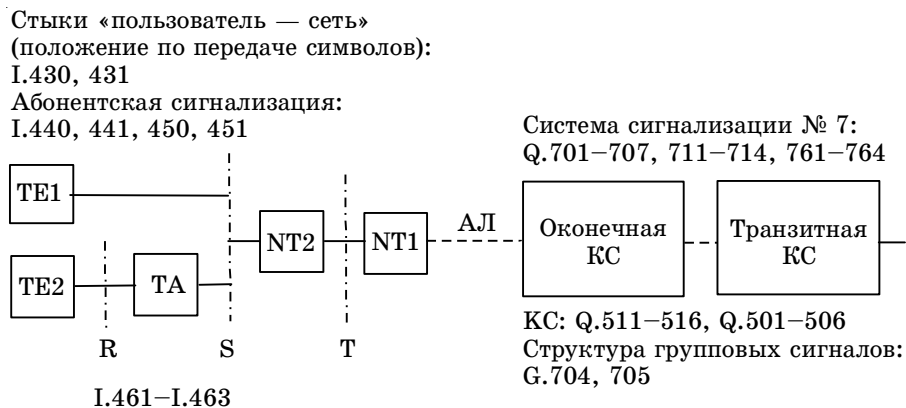 Стыки «пользователь — сеть»
(положение по передаче символов):
I.430, 431
Абонентская сигнализация:
I.440, 441, 450, 451
Система сигнализации № 7:
Q.701–707, 711–714, 761–764
TE1
TE2
TA
NT2
NT1
АЛ
Оконечная
КС
Транзитная
КС
R
S
T
I.461–I.463
КС: Q.511–516, Q.501–506
Структура групповых сигналов:
G.704, 705